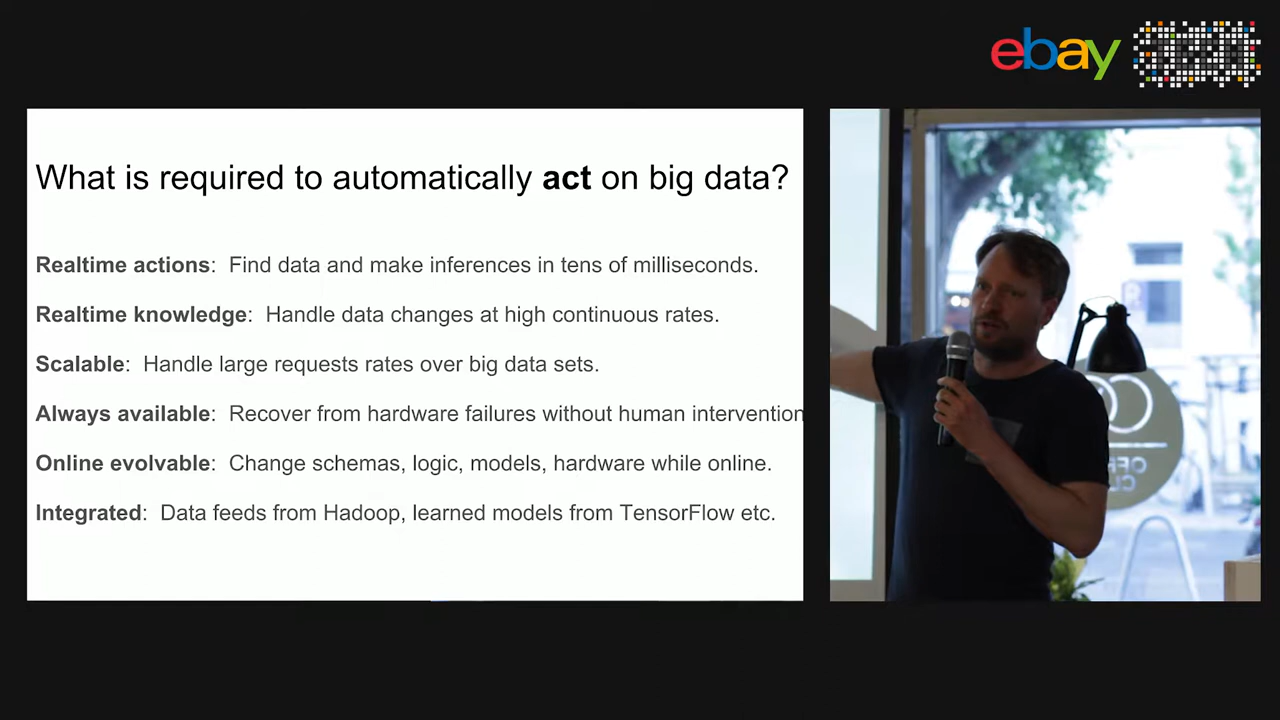 ebay
What is required to automatically act on big data?
Realtime actions: Find data and make inferences in tens of milliseconds.
Realtime knowledge: Handle data changes at high continuous rates.
Scalable: Handle large requests rates over big data sets.
Always available: Recover from hardware failures without human intervention
Online evolvable: Change schemas, logic, models, hardware while online.
Integrated: Data feeds from Hadoop, learned models from TensorFlow etc.